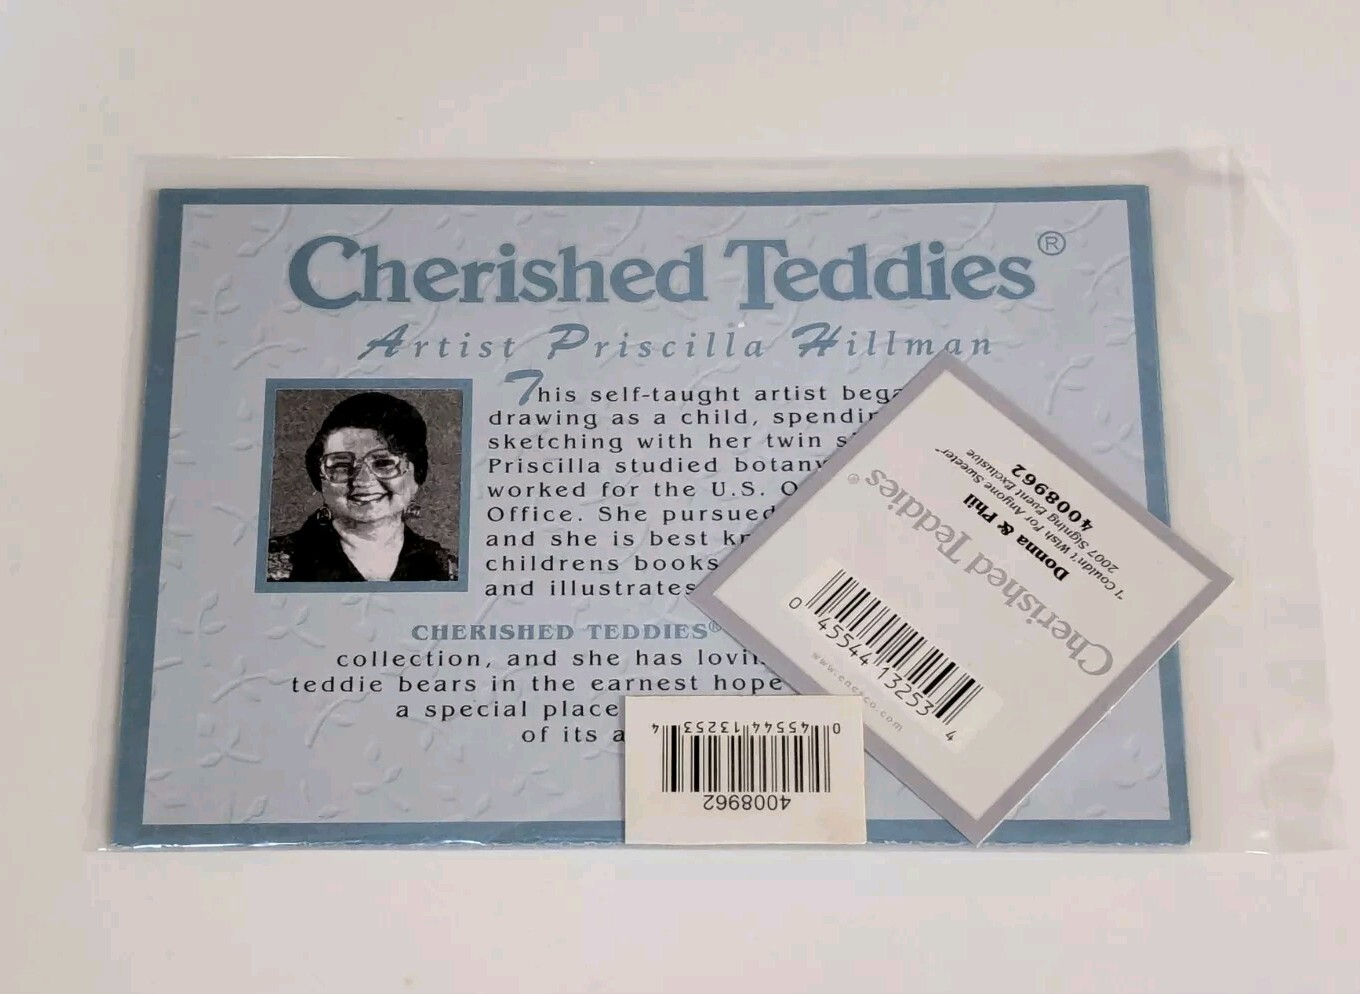 Cherished Teddies®
Artist Priscilla Hillman
This self-taught artist bega
drawing as a child, spendin
sketching with her twin s
Priscilla studied botany
worked for the U.S. O
Office. She pursued
and she is best kn
childrens books
and illustrates
CHERISHED TEDDIES®
collection, and she has lovin
teddie bears in the earnest hope
a special place
of its a
Cherished Teddies®
Donna & Phil
"I Couldn't Wish For Anyone Sweeter"
2007 Signing Event Exclusive
4008962
0 45544 13253 4
www.enesco.com
4008962
0 45544 13253 4